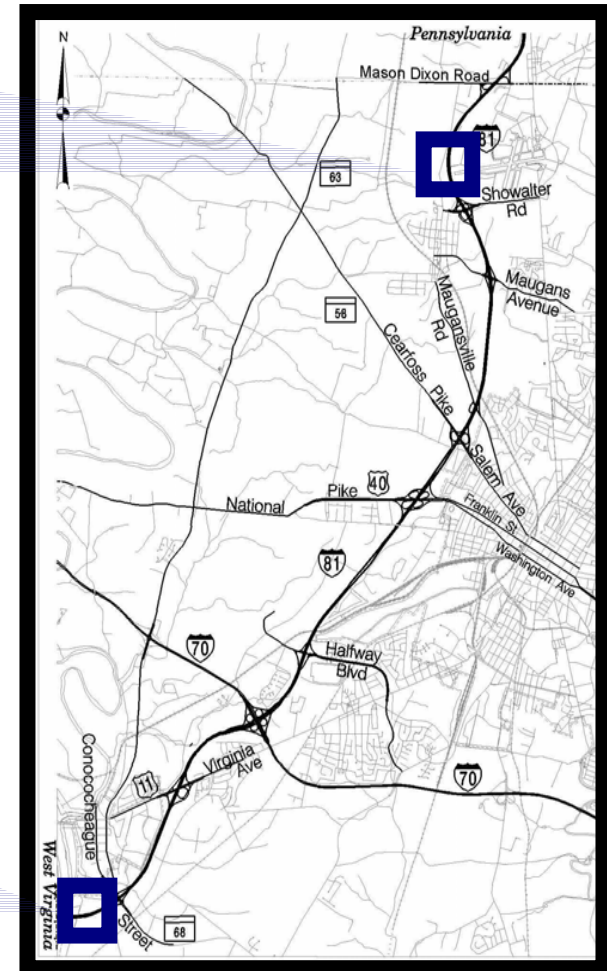 Pennsylvania
N
Mason Dixon Road
81
63
Showalter
Rd
Maugans
Avenue
Maugansville
Rd
56
Cearfoss Pike
Salem Ave
40
National Pike
Franklin St
Washington Ave
81
70
Halfway
Blvd
Virginia
Ave
11
70
Conococheague
Street
West Virginia
68